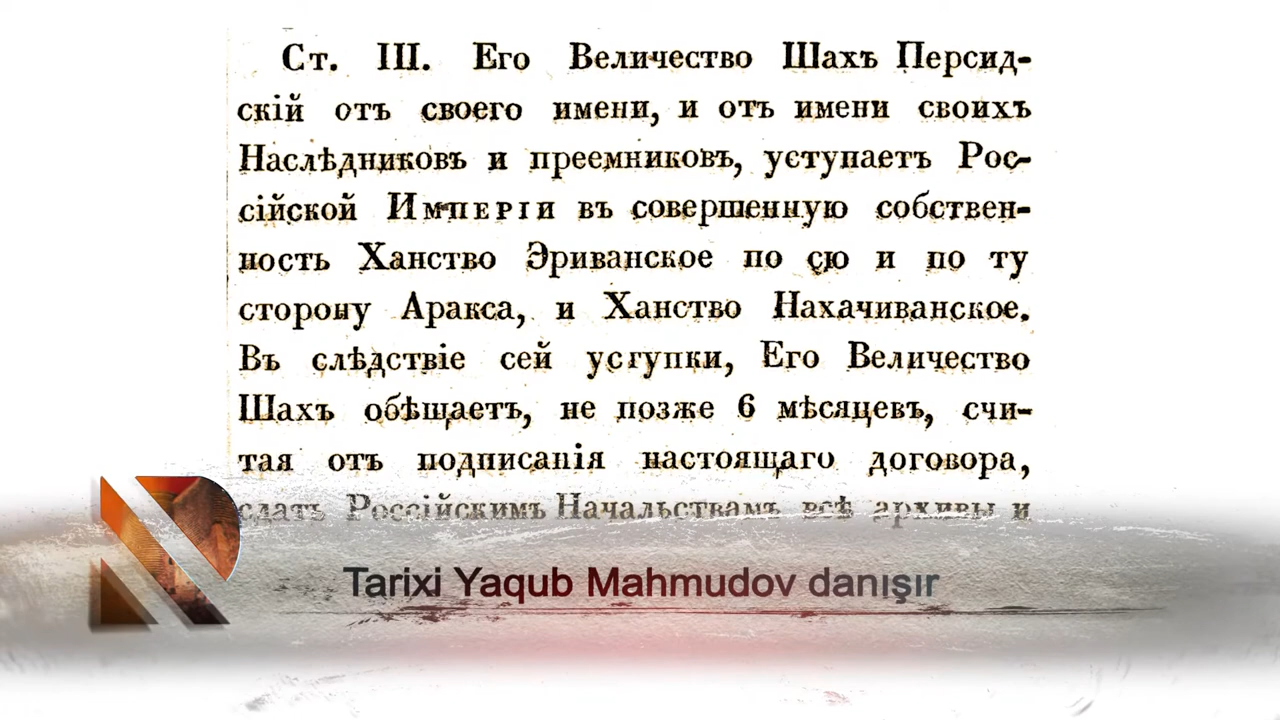 Ст. III. Его Величество Шахъ Персид-
скій отъ своего имени, и отъ имени своихъ
Наслѣдниковъ и преемниковъ, уступаетъ Рос-
сійской Имперіи въ совершенную собствен-
ность Ханство Эриванское по сю и по ту
сторону Аракса, и Ханство Нахачиванское.
Въ слѣдствіе сей уступки, Его Величество
Шахъ обѣщаетъ, не позже 6 мѣсяцевъ, счи-
тая отъ подписанія настоящаго договора,
сдать Россійскимъ Начальствамъ всѣ архивы и
Tarixi Yaqub Mahmudov danışır